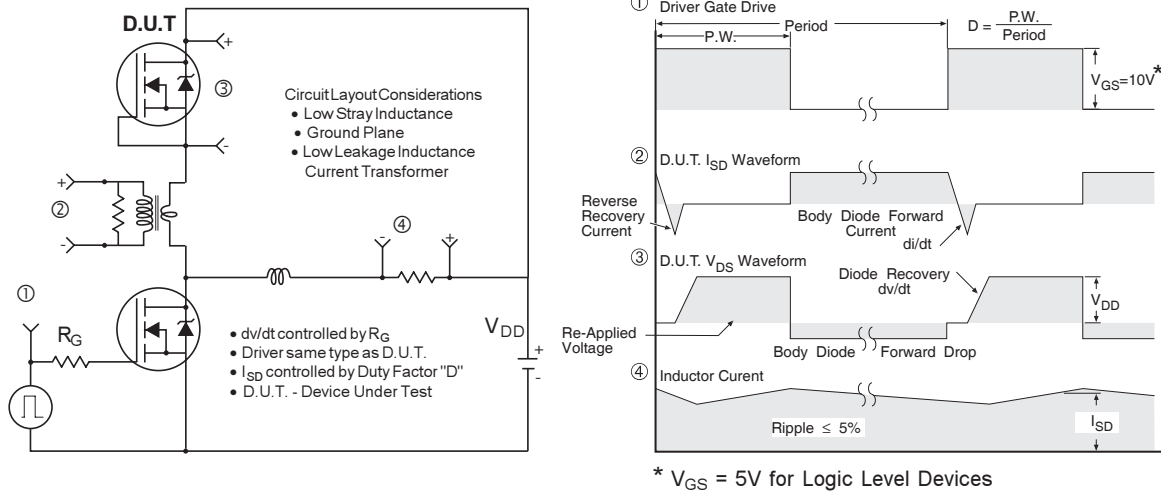 D.U.T
+
③
-
Circuit Layout Considerations
• Low Stray Inductance
• Ground Plane
• Low Leakage Inductance
Current Transformer
+
②
-
④
- +
①
R_G
• dv/dt controlled by R_G
• Driver same type as D.U.T.
• I_SD controlled by Duty Factor "D"
• D.U.T. - Device Under Test
V_DD
+
-
① Driver Gate Drive
P.W.
Period
D = P.W. / Period
V_GS=10V*
② D.U.T. I_SD Waveform
Reverse
Recovery
Current
Body Diode Forward
Current
di/dt
③ D.U.T. V_DS Waveform
Diode Recovery
dv/dt
V_DD
Re-Applied
Voltage
Body Diode Forward Drop
④ Inductor Curent
Ripple ≤ 5%
I_SD
* V_GS = 5V for Logic Level Devices